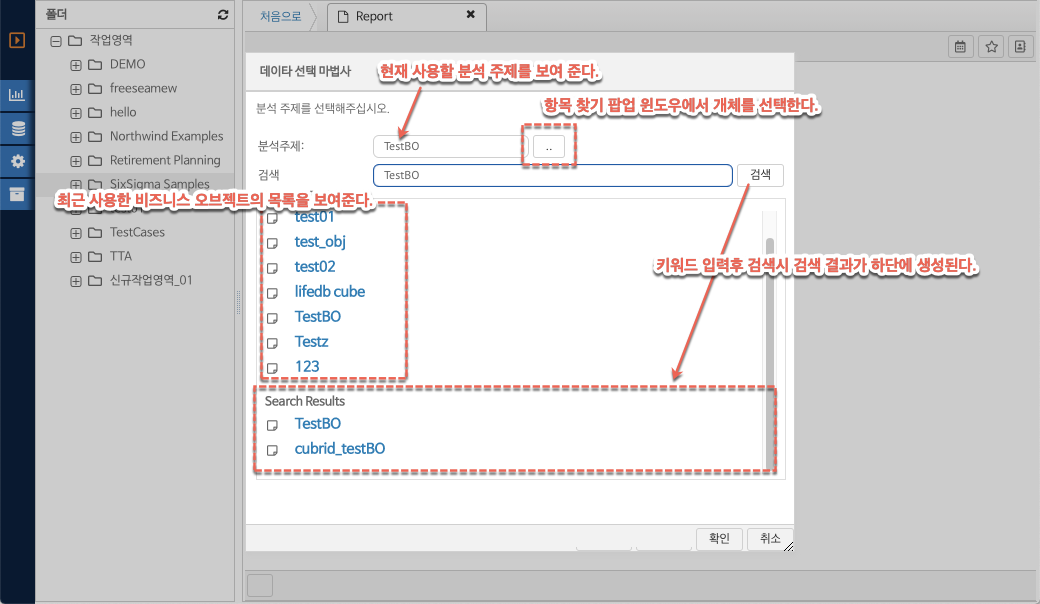 폴더
처음으로
Report
작업영역
DEMO
freeseamew
hello
Northwind Examples
Retirement Planning
SixSigma Samples
TestCases
TTA
신규작업영역_01
데이타 선택 마법사
현재 사용할 분석 주제를 보여 준다.
분석 주제를 선택해주십시오.
항목 찾기 팝업 윈도우에서 개체를 선택한다.
분석주제:
TestBO
..
검색
TestBO
검색
최근 사용한 비즈니스 오브젝트의 목록을 보여준다.
test01
test_obj
test02
키워드 입력후 검색시 검색 결과가 하단에 생성된다.
lifedb cube
TestBO
Testz
123
Search Results
TestBO
cubrid_testBO
확인
취소